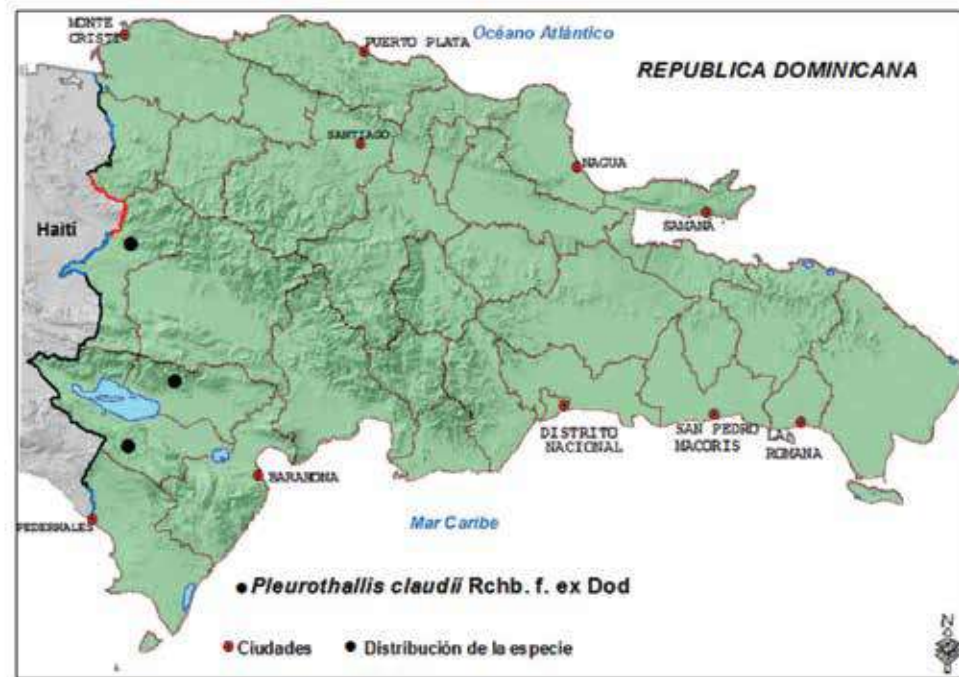 MONTE
CRISTI
PUERTO PLATA
Océano Atlántico
REPUBLICA DOMINICANA
SANTIAGO
NAGUA
SAMANA
Haití
DISTRITO
NACIONAL
SAN PEDRO
MACORIS
LA
ROMANA
BARAHONA
PEDERNALES
Mar Caribe
Pleurothallis claudii Rchb. f. ex Dod
Ciudades
Distribución de la especie
N